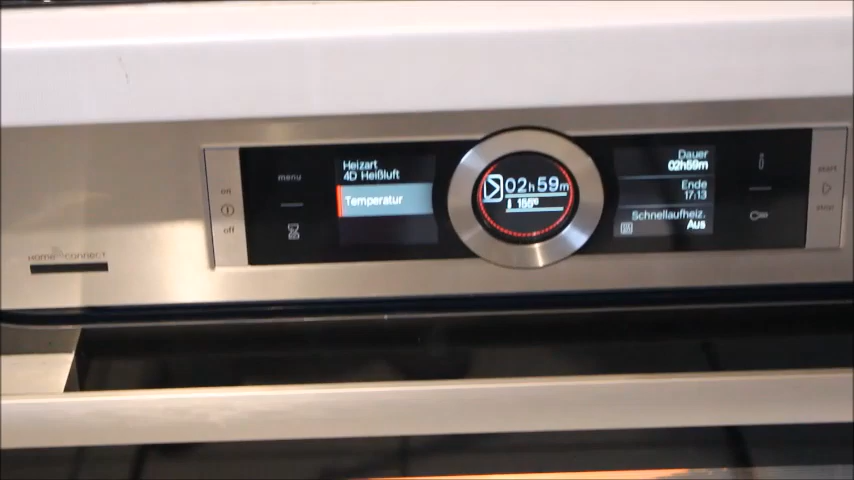 on
off
menu
Heizart
4D Heißluft
Temperatur
02h59m
Dauer
02h59m
Ende
17:13
Schnellaufheiz.
Aus
start
stop
HOME CONNECT